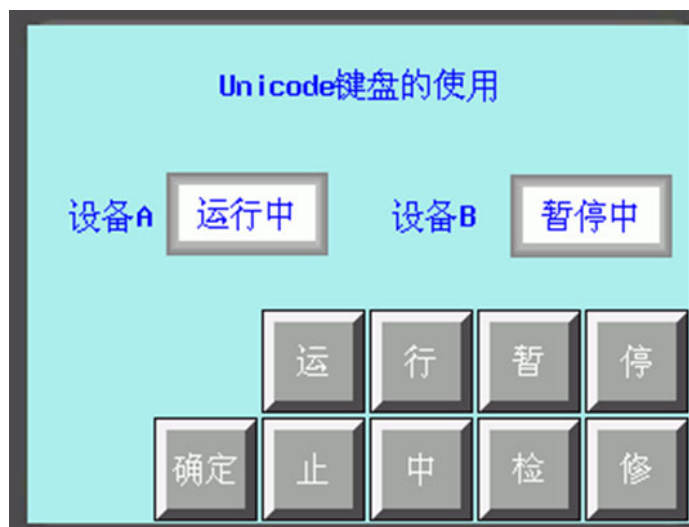 Unicode键盘的使用
设备A 运行中 设备B 暂停中
运 行 暂 停
确定 止 中 检 修